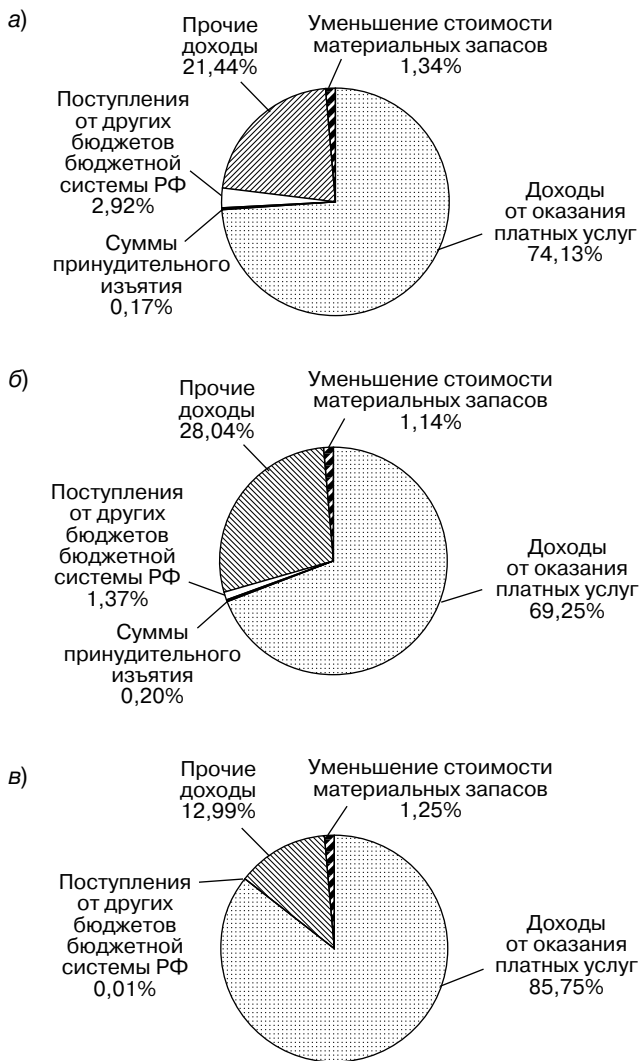 а)
Прочие
доходы
21,44%
Уменьшение стоимости
материальных запасов
1,34%
Поступления
от других
бюджетов
бюджетной
системы РФ
2,92%
Суммы
принудительного
изъятия
0,17%
Доходы
от оказания
платных услуг
74,13%
б)
Прочие
доходы
28,04%
Уменьшение стоимости
материальных запасов
1,14%
Поступления
от других
бюджетов
бюджетной
системы РФ
1,37%
Суммы
принудительного
изъятия
0,20%
Доходы
от оказания
платных услуг
69,25%
в)
Прочие
доходы
12,99%
Уменьшение стоимости
материальных запасов
1,25%
Поступления
от других
бюджетов
бюджетной
системы РФ
0,01%
Доходы
от оказания
платных услуг
85,75%